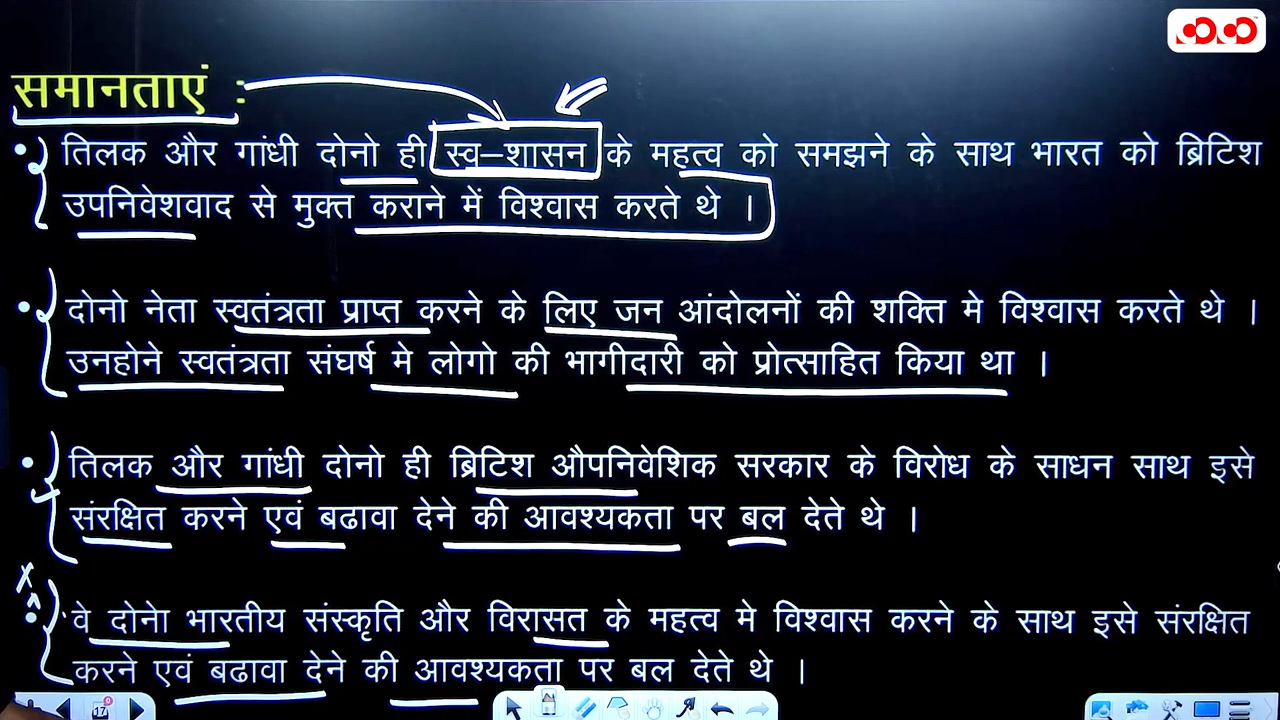 समानताएं :
• तिलक और गांधी दोनो ही स्व–शासन के महत्व को समझने के साथ भारत को ब्रिटिश
उपनिवेशवाद से मुक्त कराने में विश्वास करते थे ।
• दोनो नेता स्वतंत्रता प्राप्त करने के लिए जन आंदोलनों की शक्ति मे विश्वास करते थे ।
उनहोने स्वतंत्रता संघर्ष मे लोगो की भागीदारी को प्रोत्साहित किया था ।
• तिलक और गांधी दोनो ही ब्रिटिश औपनिवेशिक सरकार के विरोध के साधन साथ इसे
संरक्षित करने एवं बढावा देने की आवश्यकता पर बल देते थे ।
• वे दोनेा भारतीय संस्कृति और विरासत के महत्व मे विश्वास करने के साथ इसे संरक्षित
करने एवं बढावा देने की आवश्यकता पर बल देते थे ।
17